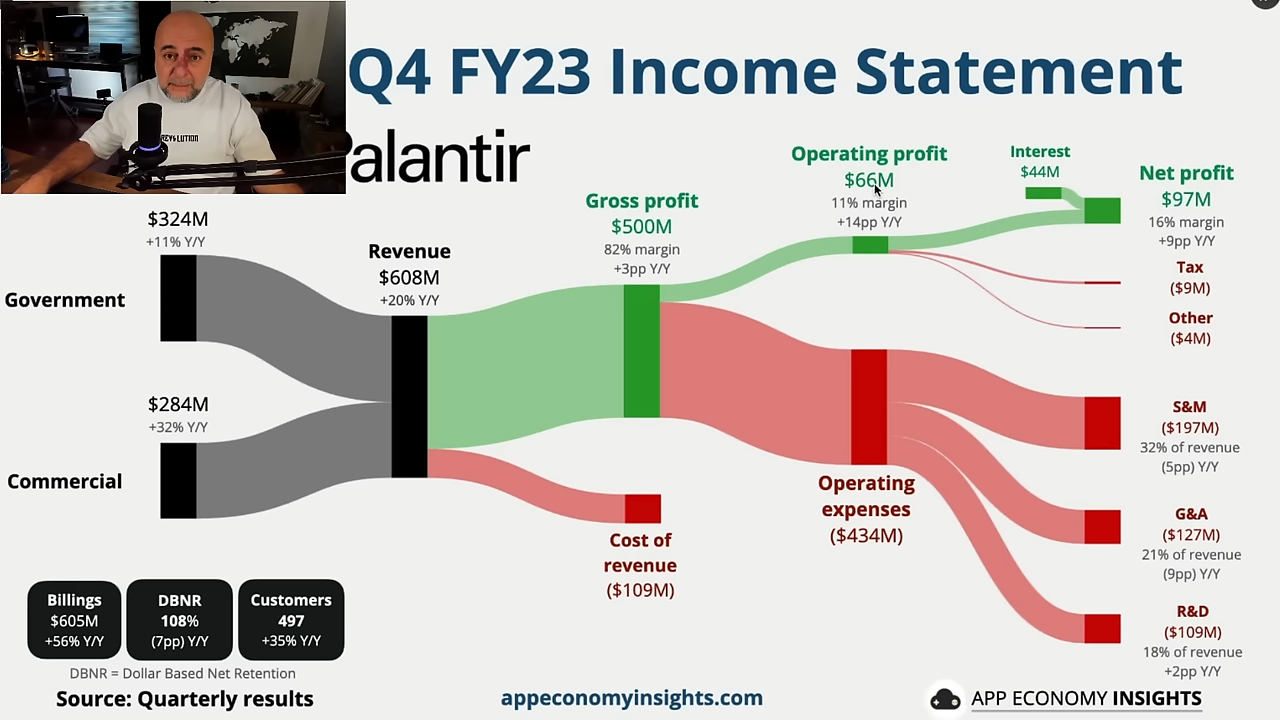 Q4 FY23 Income Statement
alantir
REVOLUTION
$324M
+11% Y/Y
Government
$284M
+32% Y/Y
Commercial
Revenue
$608M
+20% Y/Y
Gross profit
$500M
82% margin
+3pp Y/Y
Cost of
revenue
($109M)
Operating profit
$66M
11% margin
+14pp Y/Y
Operating
expenses
($434M)
Interest
$44M
Net profit
$97M
16% margin
+9pp Y/Y
Tax
($9M)
Other
($4M)
S&M
($197M)
32% of revenue
(5pp) Y/Y
G&A
($127M)
21% of revenue
(9pp) Y/Y
R&D
($109M)
18% of revenue
+2pp Y/Y
Billings
$605M
+56% Y/Y
DBNR
108%
(7pp) Y/Y
Customers
497
+35% Y/Y
DBNR = Dollar Based Net Retention
Source: Quarterly results
appeconomyinsights.com
APP ECONOMY INSIGHTS